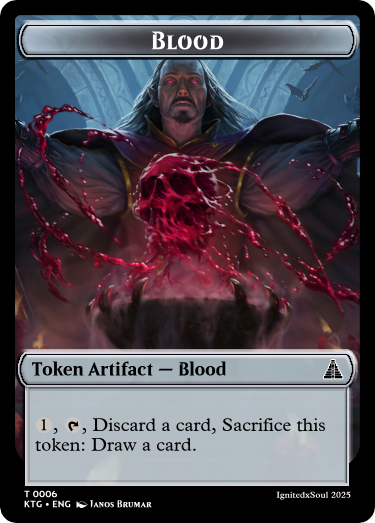 Blood
Token Artifact — Blood
1, Discard a card, Sacrifice this
token: Draw a card.
T 0006
KTG • ENG Janos Brumar
IgnitedxSoul 2025